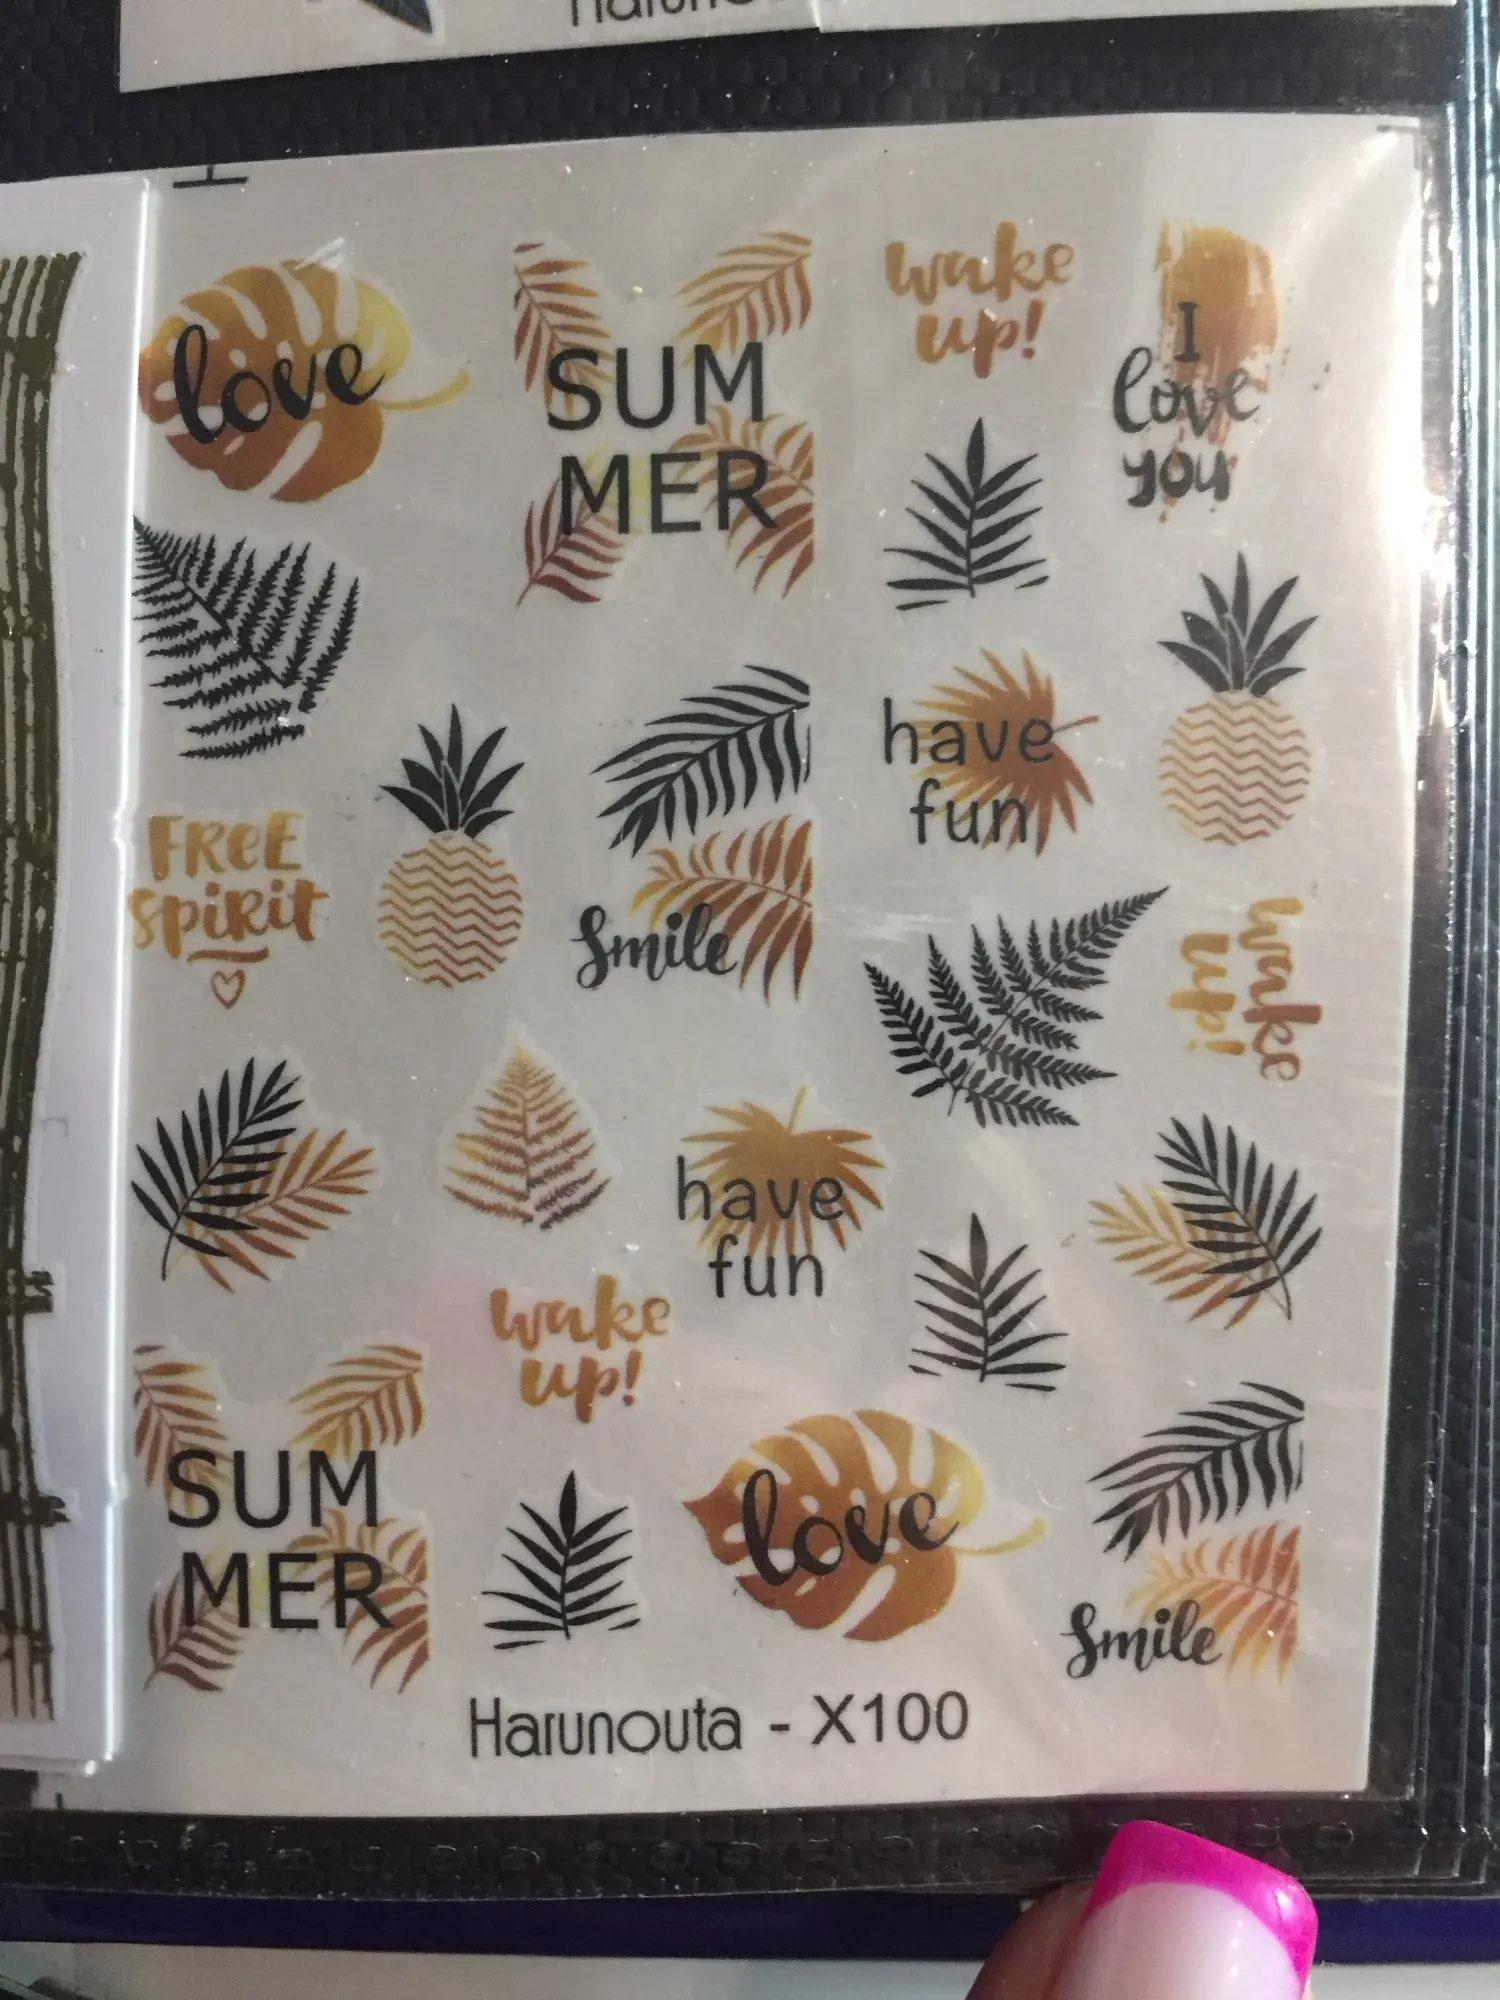 love
SUM
MER
wake
up!
I
love
you
have
fun
FREE
spirit
smile
wake
up!
have
fun
wake
up!
SUM
MER
love
smile
Harunouta - X100